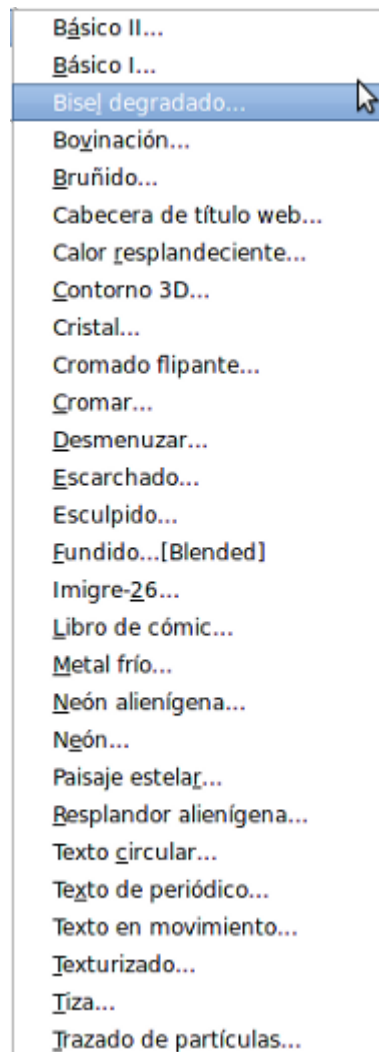 Básico II...
Básico I...
Bisel degradado...
Bovinación...
Bruñido...
Cabecera de título web...
Calor resplandeciente...
Contorno 3D...
Cristal...
Cromado flipante...
Cromar...
Desmenuzar...
Escarchado...
Esculpido...
Fundido...[Blended]
Imigre-26...
Libro de cómic...
Metal frío...
Neón alienígena...
Neón...
Paisaje estelar...
Resplandor alienígena...
Texto circular...
Texto de periódico...
Texto en movimiento...
Texturizado...
Tiza...
Trazado de partículas...